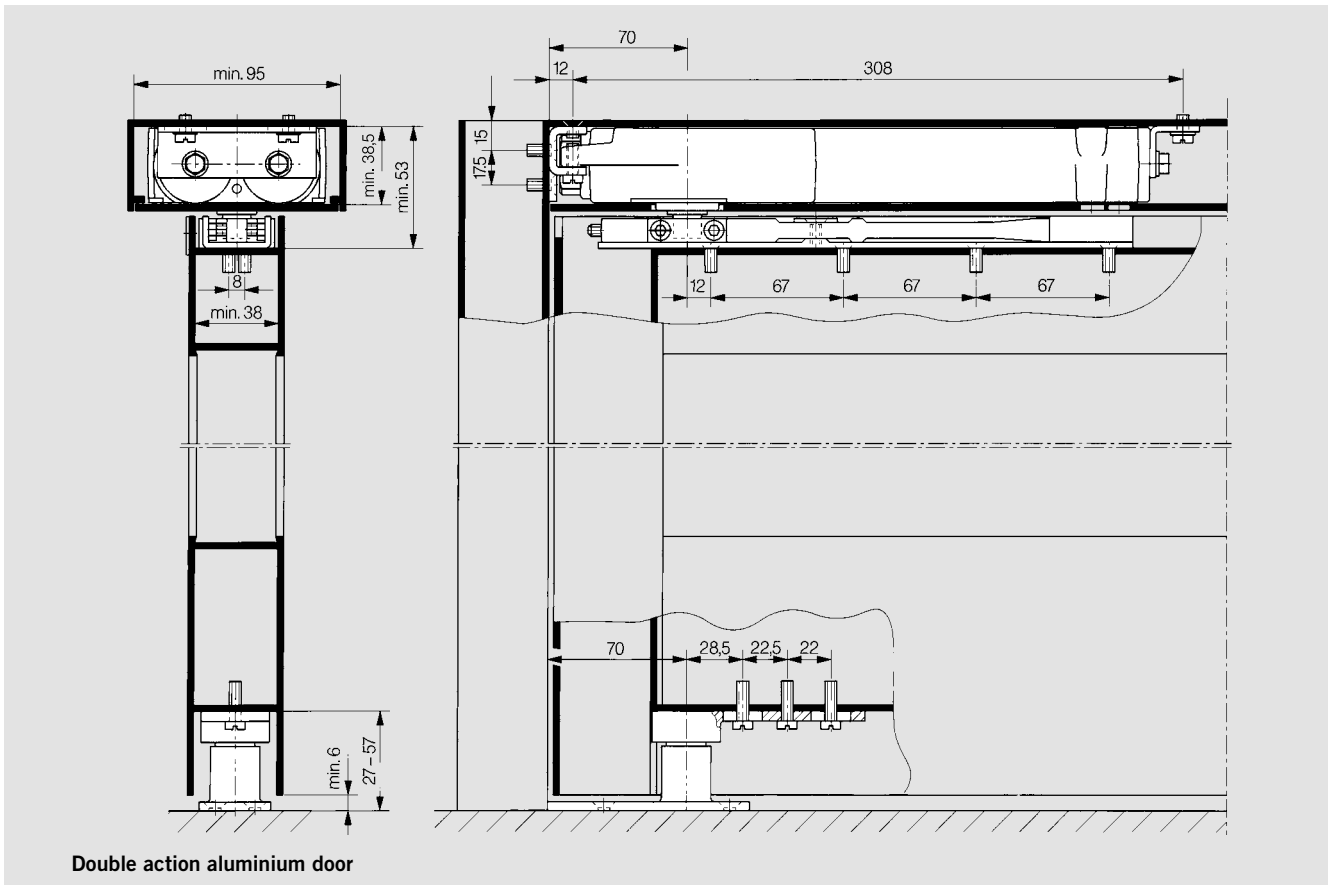 70
min. 95
12
308
15
17.5
min. 38,5
min. 53
8
12
67
67
67
min. 38
70
28,5
22,5
22
min. 6
27 – 57
Double action aluminium door